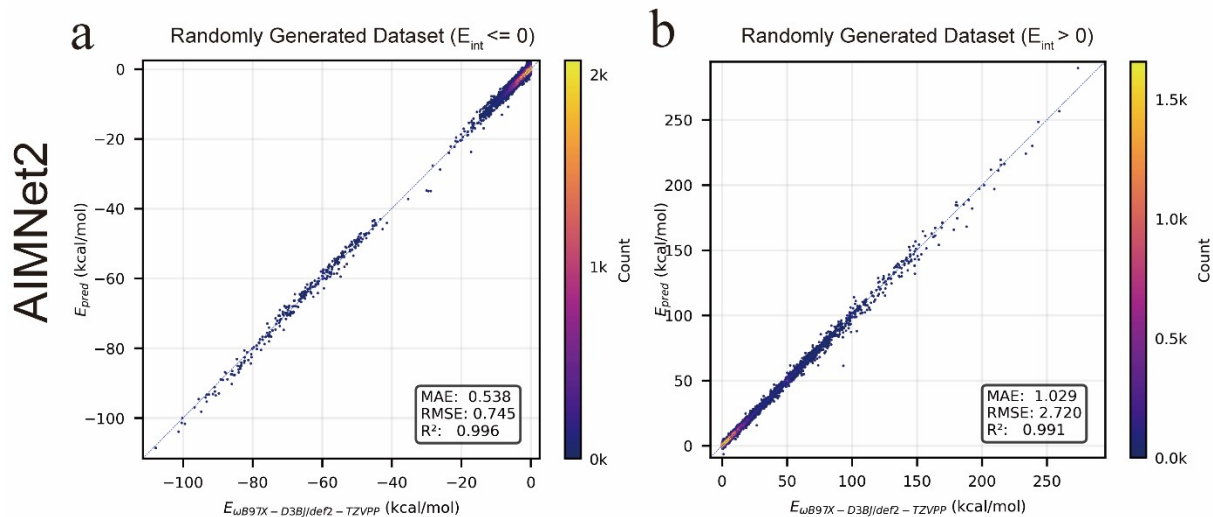 a
Randomly Generated Dataset (E_int <= 0)
AIMNet2
E_pred (kcal/mol)
0
−20
−40
−60
−80
−100
−100
−80
−60
−40
−20
0
E_ωB97X−D3BJ/def2−TZVPP (kcal/mol)
MAE: 0.538
RMSE: 0.745
R²: 0.996
2k
1k
0k
Count
b
Randomly Generated Dataset (E_int > 0)
E_pred (kcal/mol)
250
200
150
100
50
0
0
50
100
150
200
250
E_ωB97X−D3BJ/def2−TZVPP (kcal/mol)
MAE: 1.029
RMSE: 2.720
R²: 0.991
1.5k
1.0k
0.5k
0.0k
Count